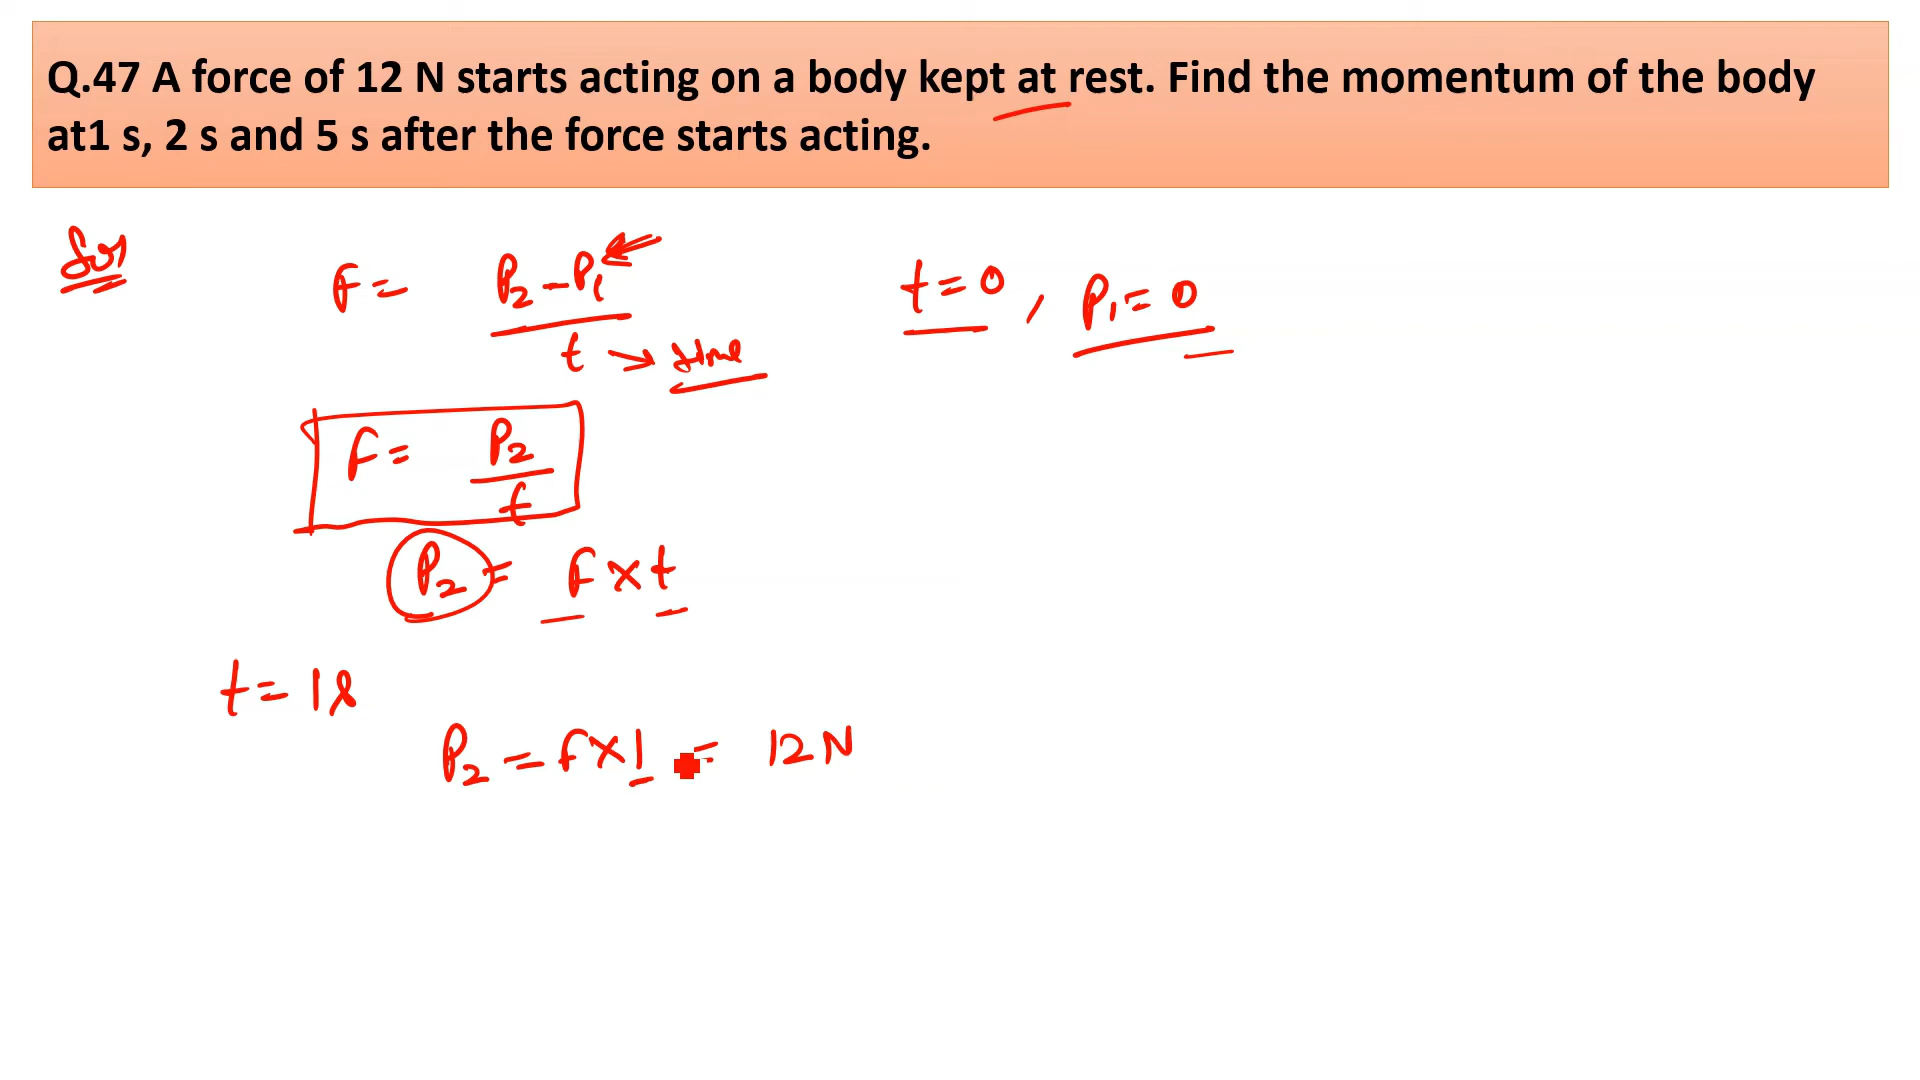 Q.47 A force of 12 N starts acting on a body kept at rest. Find the momentum of the body
at1 s, 2 s and 5 s after the force starts acting.
Sol
F = P₂ - P₁ / t → time
t = 0, P₁ = 0
F = P₂ / t
P₂ = F × t
t = 1s
P₂ = F × 1 = 12 N